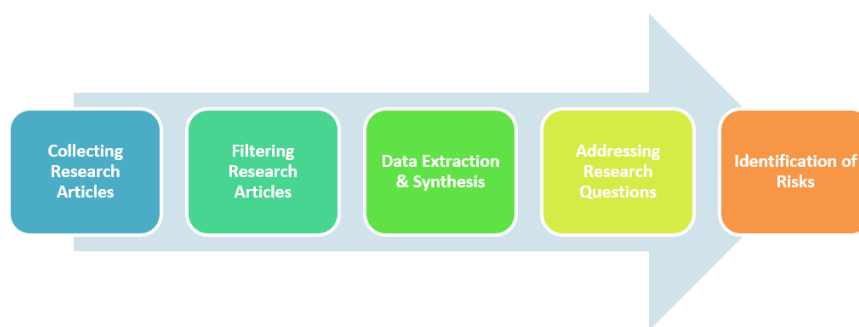 Collecting
Research
Articles
Filtering
Research
Articles
Data Extraction
& Synthesis
Addressing
Research
Questions
Identification of
Risks